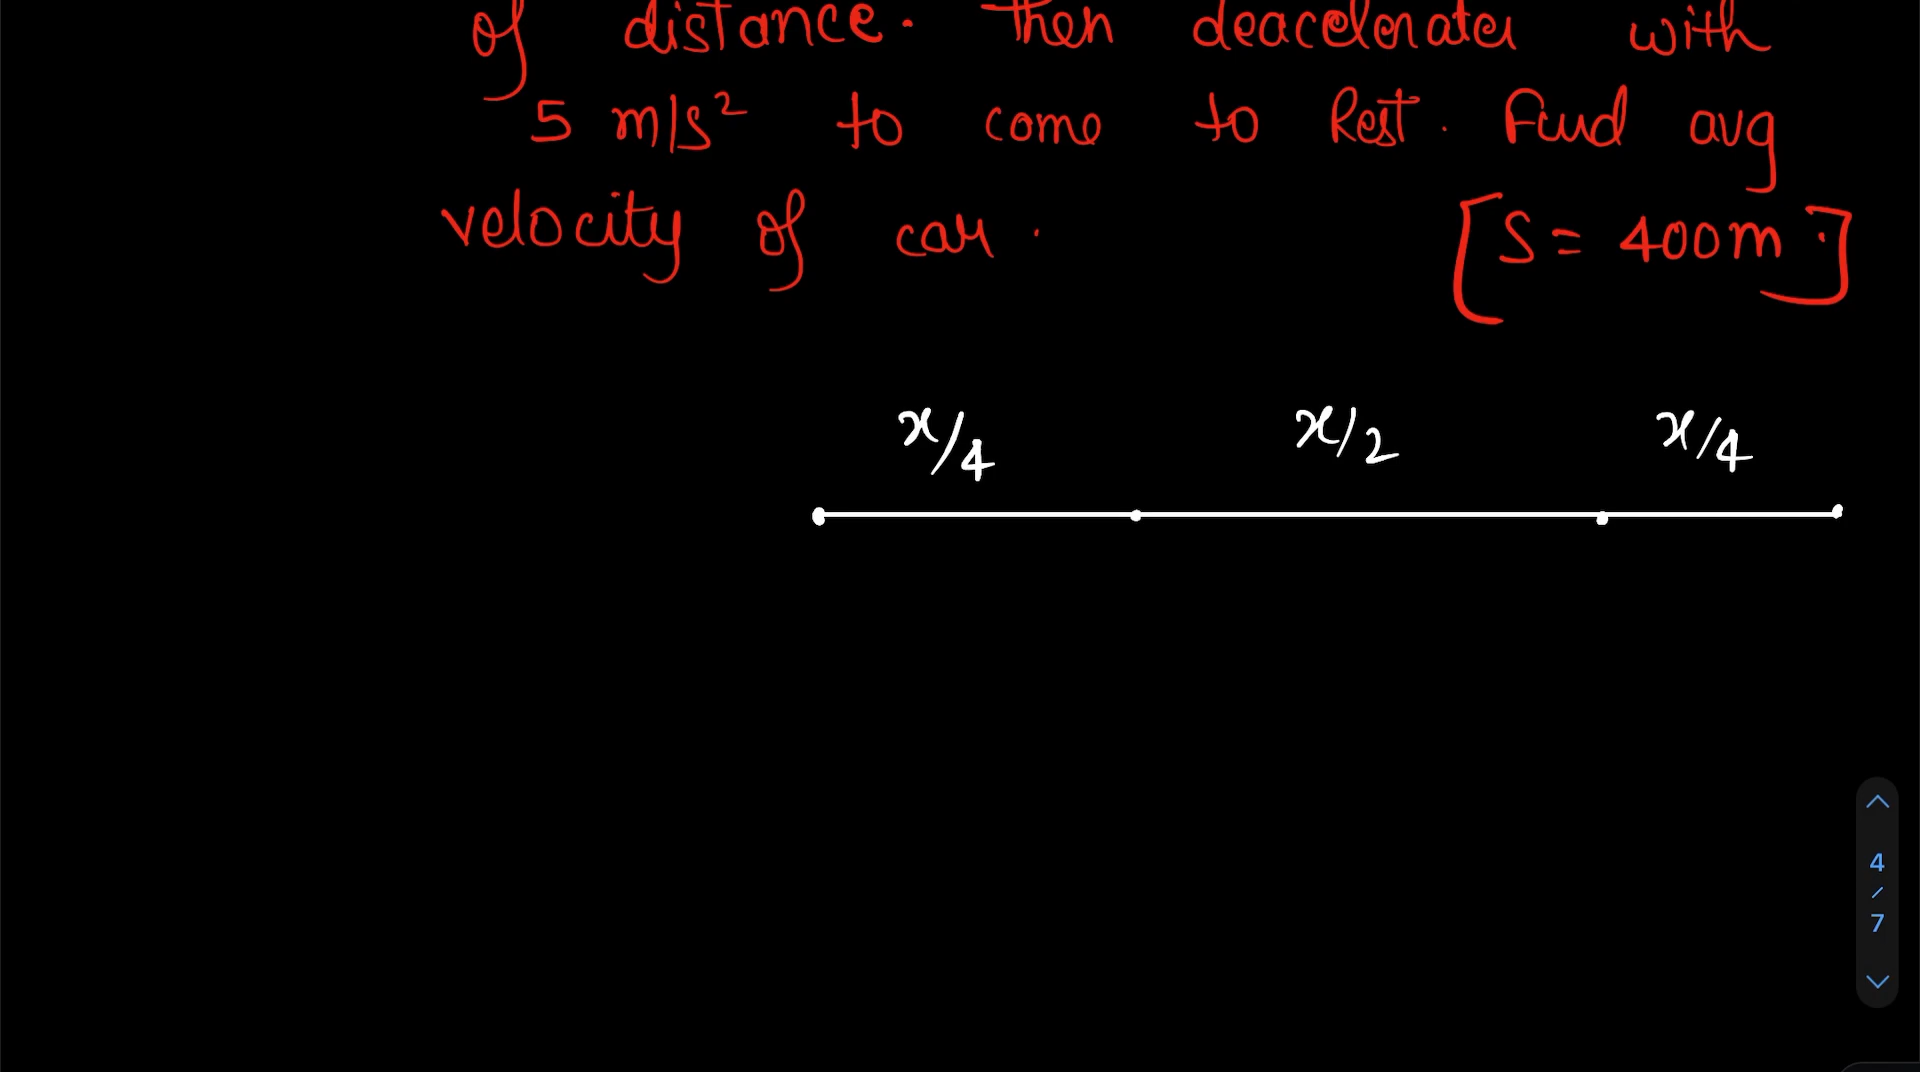 of distance. Then deacelerates with
5 m/s² to come to Rest. Find avg
velocity of car.
[S = 400m.]
x/4 x/2 x/4
4
/
7